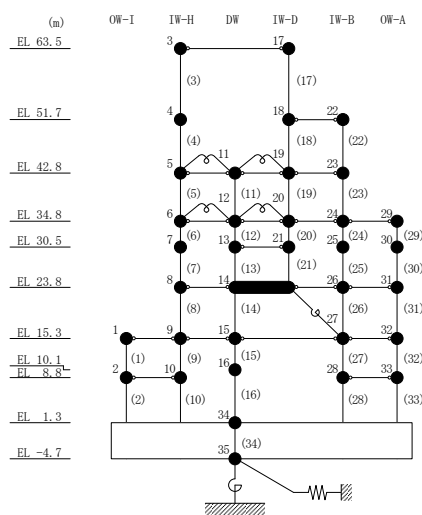 (m) OW-I IW-H DW IW-D IW-B OW-A
EL 63.5 3 17
(3) (17)
EL 51.7 4 18 22
(4) (18) (22)
EL 42.8 5 11 19 23
(5) (11) (19) (23)
EL 34.8 6 12 20 24 29
(6) (12) (20) (24) (29)
EL 30.5 7 13 21 25 30
(7) (13) (21) (25) (30)
EL 23.8 8 14 26 31
(8) (14) (26) (31)
27
EL 15.3 1 9 15 32
(1) (9) (15) (27) (32)
EL 10.1 16
EL 8.8 2 10 28 33
(2) (10) (16) (28) (33)
EL 1.3 34
(34)
EL -4.7 35